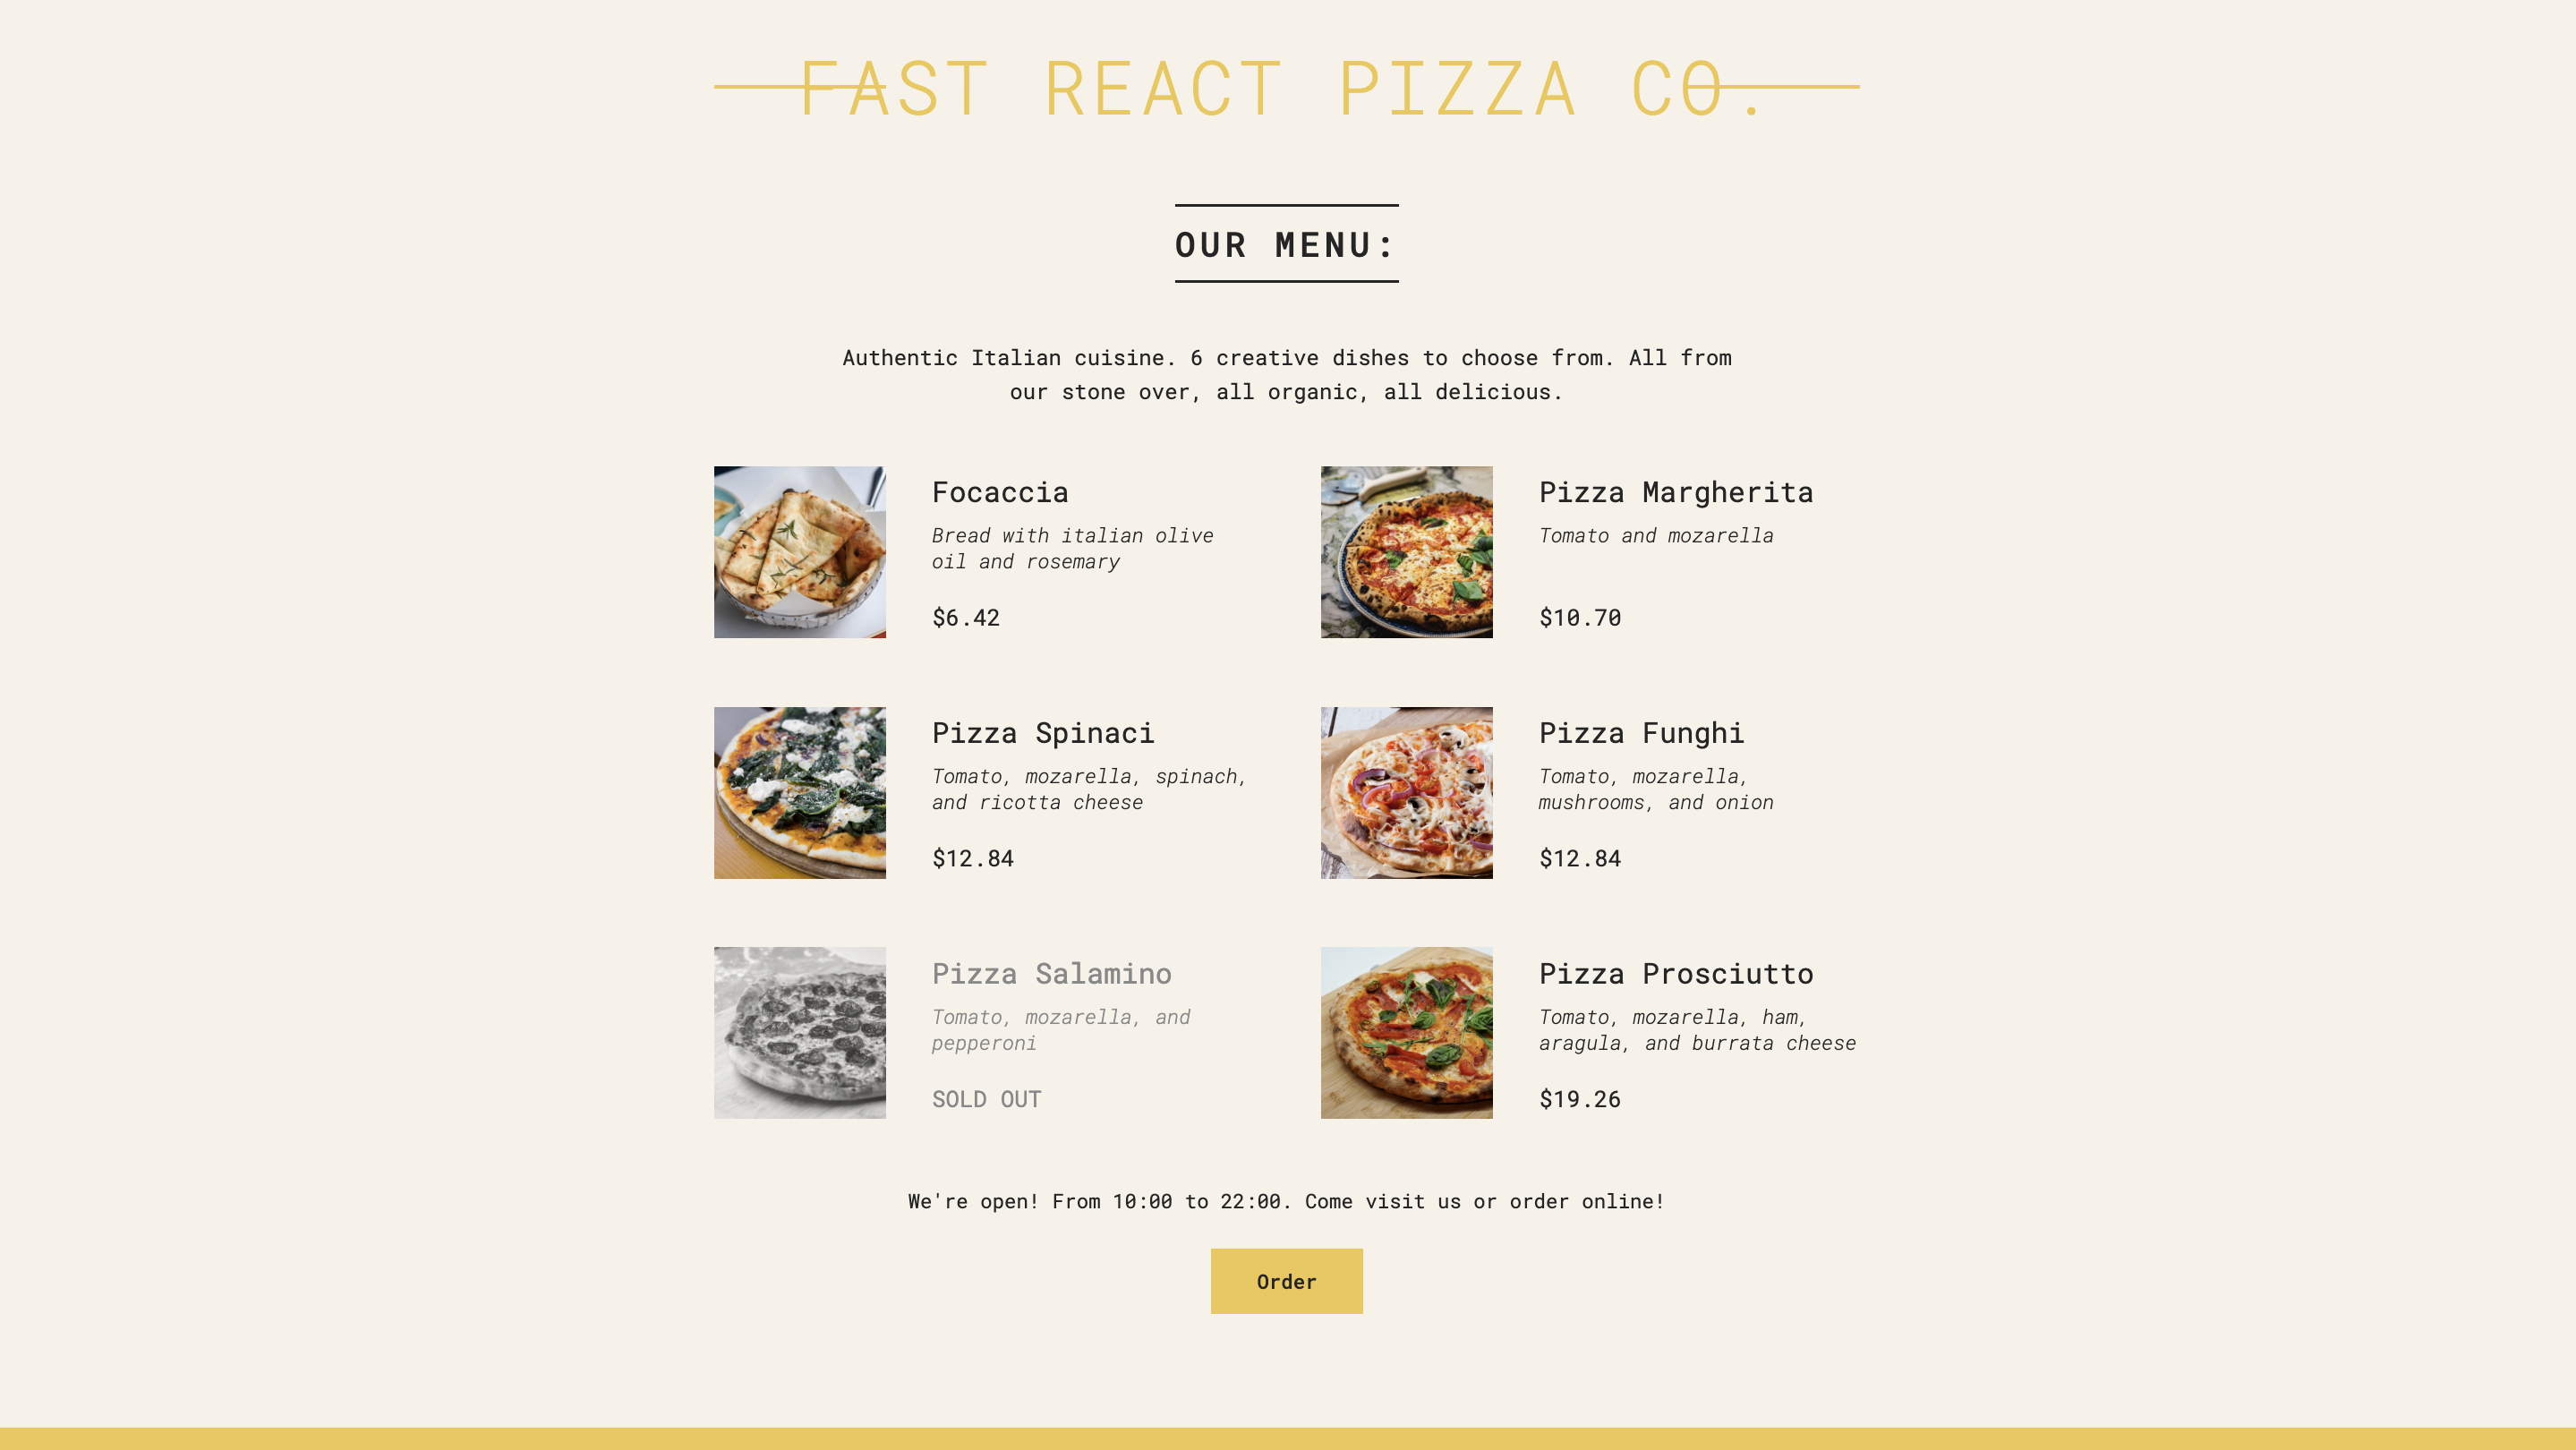 FAST REACT PIZZA CO.
OUR MENU:
Authentic Italian cuisine. 6 creative dishes to choose from. All from
our stone over, all organic, all delicious.
Focaccia
Bread with italian olive
oil and rosemary
$6.42
Pizza Margherita
Tomato and mozarella
$10.70
Pizza Spinaci
Tomato, mozarella, spinach,
and ricotta cheese
$12.84
Pizza Funghi
Tomato, mozarella,
mushrooms, and onion
$12.84
Pizza Salamino
Tomato, mozarella, and
pepperoni
SOLD OUT
Pizza Prosciutto
Tomato, mozarella, ham,
aragula, and burrata cheese
$19.26
We're open! From 10:00 to 22:00. Come visit us or order online!
Order